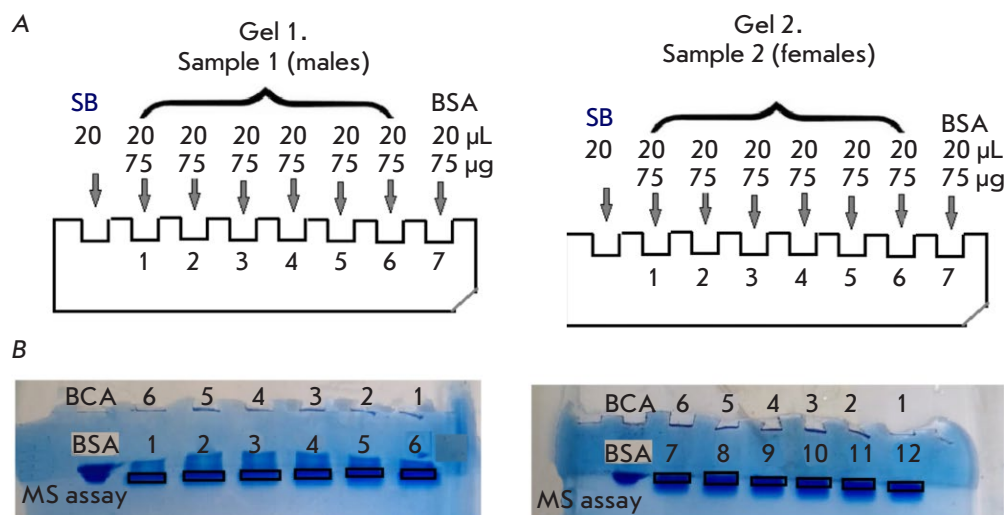 A
Gel 1.
Sample 1 (males)
SB
BSA
20 20 20 20 20 20 20 20 µL
75 75 75 75 75 75 75 µg
1 2 3 4 5 6 7
Gel 2.
Sample 2 (females)
SB
BSA
20 20 20 20 20 20 20 20 µL
75 75 75 75 75 75 75 µg
1 2 3 4 5 6 7
B
BCA 6 5 4 3 2 1
BSA 1 2 3 4 5 6
MS assay
BCA 6 5 4 3 2 1
BSA 7 8 9 10 11 12
MS assay